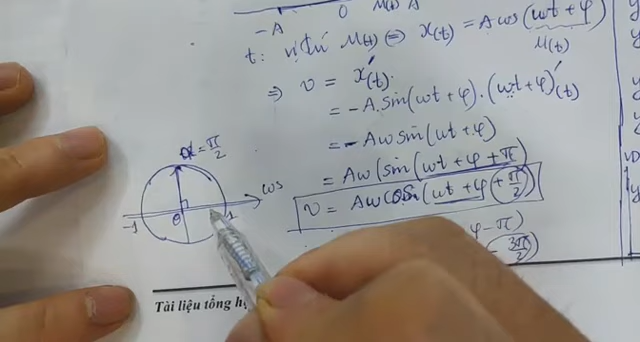 -A 0 M(t) A
t: vị trí M(t) ⇔ x(t) = A cos(ωt + φ)
M(t)
⇒ v = x'(t)
= -A.sin(ωt + φ).(ωt + φ)'(t)
= -Aω sin(ωt + φ)
= Aω(sin(ωt + φ + π)
v = Aω cos(ωt + φ + π/2)
φ - π)
- 3π/2)
α = π/2
cos
-1 0 1
Tài liệu tổng h